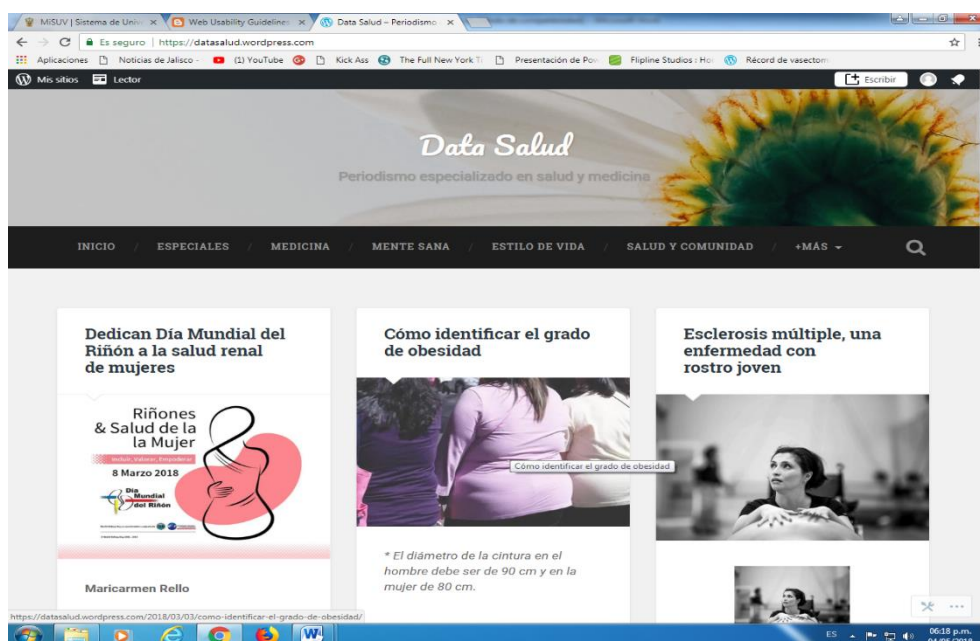 MiSUV | Sistema de Unive
Web Usability Guidelines
Data Salud – Periodismo
Es seguro | https://datasalud.wordpress.com
Aplicaciones
Noticias de Jalisco -
(1) YouTube
Kick Ass
The Full New York Ti
Presentación de Po
Flipline Studios : Ho
Récord de vasectom
Mis sitios
Lector
Escribir
Data Salud
Periodismo especializado en salud y medicina
INICIO / ESPECIALES / MEDICINA / MENTE SANA / ESTILO DE VIDA / SALUD Y COMUNIDAD / +MÁS
Dedican Día Mundial del
Riñón a la salud renal
de mujeres
Riñones
& Salud de la
la Mujer
Incluir, Valorar, Empoderar
8 Marzo 2018
Día
Mundial
del Riñón
Maricarmen Rello
Cómo identificar el grado
de obesidad
Cómo identificar el grado de obesidad
* El diámetro de la cintura en el
hombre debe ser de 90 cm y en la
mujer de 80 cm.
Esclerosis múltiple, una
enfermedad con
rostro joven
https://datasalud.wordpress.com/2018/03/03/como-identificar-el-grado-de-obesidad/
ES
06:18 p.m.
04/05/2018